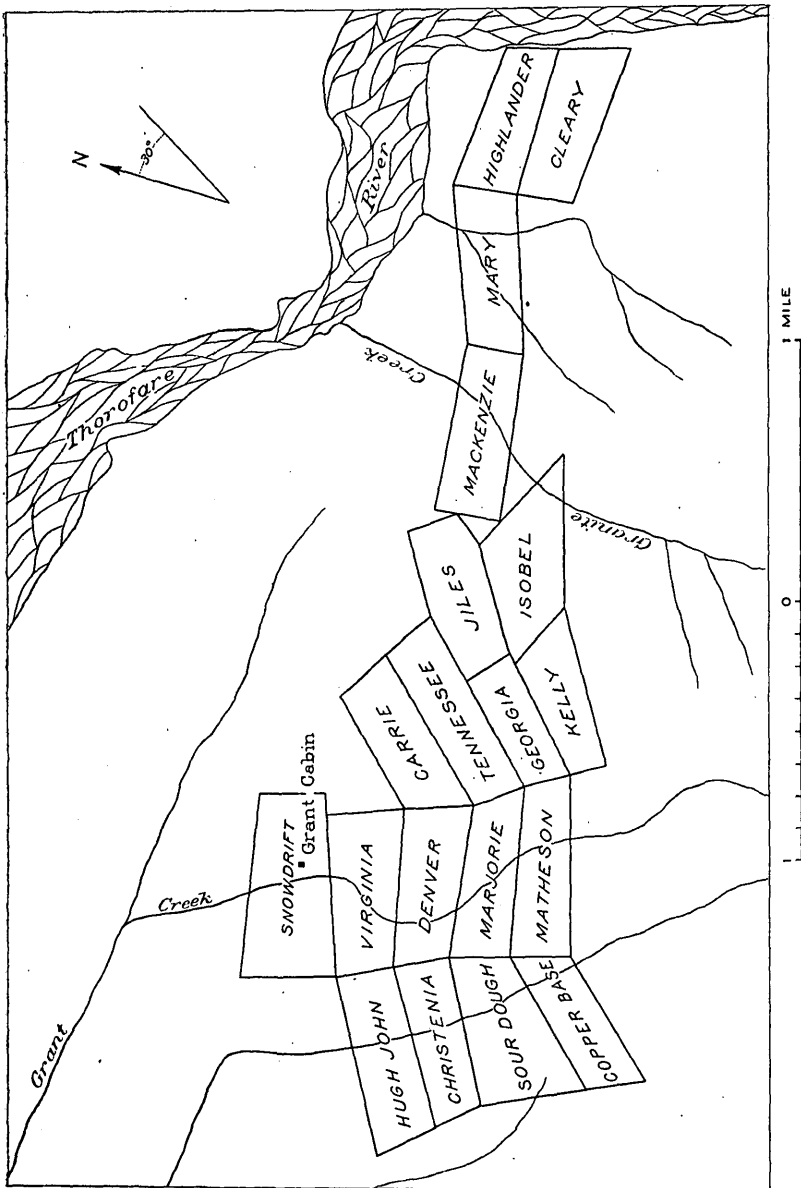 N
30°
River
Thorofare
HIGHLANDER
CLEARY
MARY
Creek
MACKENZIE
Granite
JILES
ISOBEL
CARRIE
TENNESSEE
GEORGIA
KELLY
Grant Cabin
SNOWDRIFT
Creek
VIRGINIA
DENVER
MARJORIE
MATHESON
Grant
HUGH JOHN
CHRISTENIA
SOUR DOUGH
COPPER BASE
1 0 1 MILE